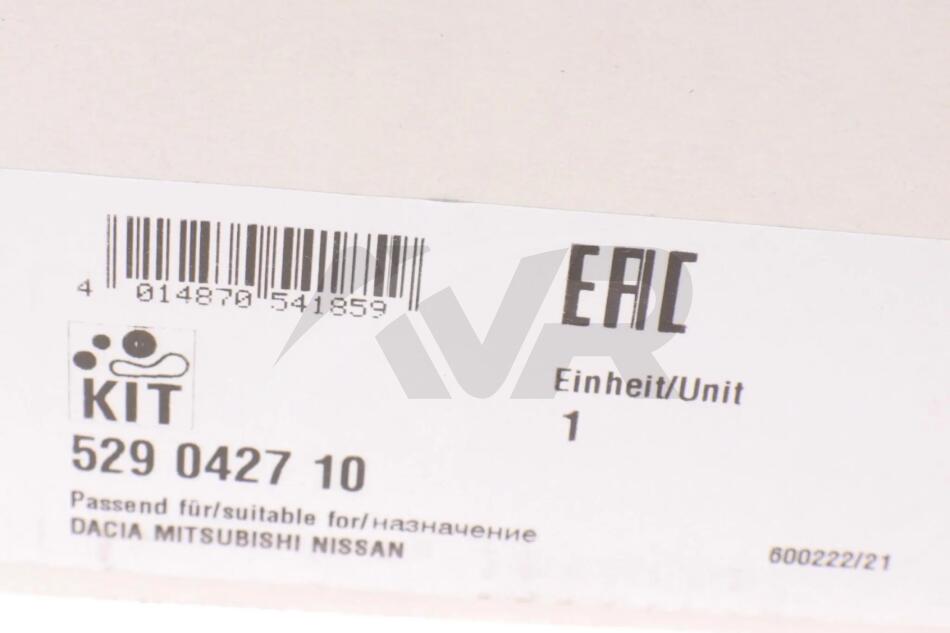 4 014870 541859
EAC
VR
KIT
Einheit/Unit
1
529 0427 10
Passend für/suitable for/назначение
DACIA MITSUBISHI NISSAN
600222/21